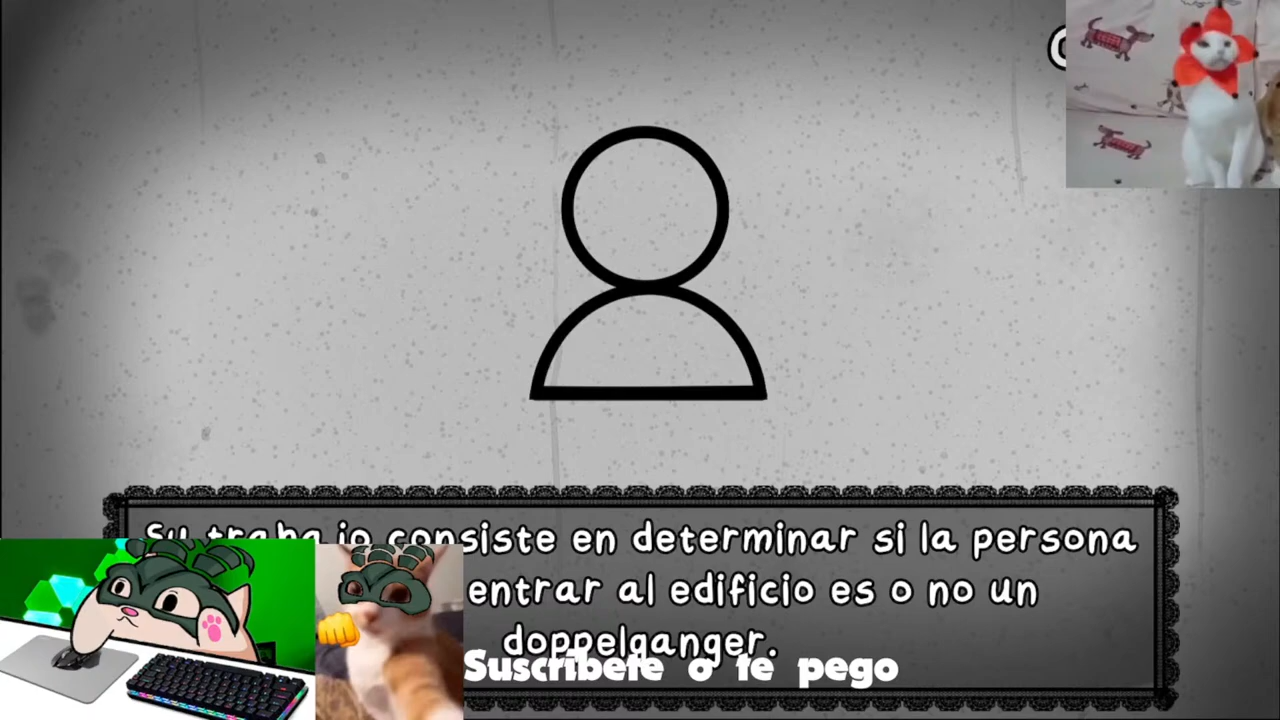 Su trabajo consiste en determinar si la persona
entrar al edificio es o no un
doppelganger.
Suscríbete o te pego